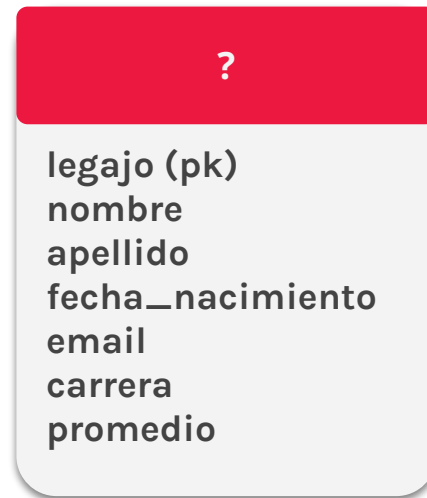 ?
legajo (pk)
nombre
apellido
fecha_nacimiento
email
carrera
promedio